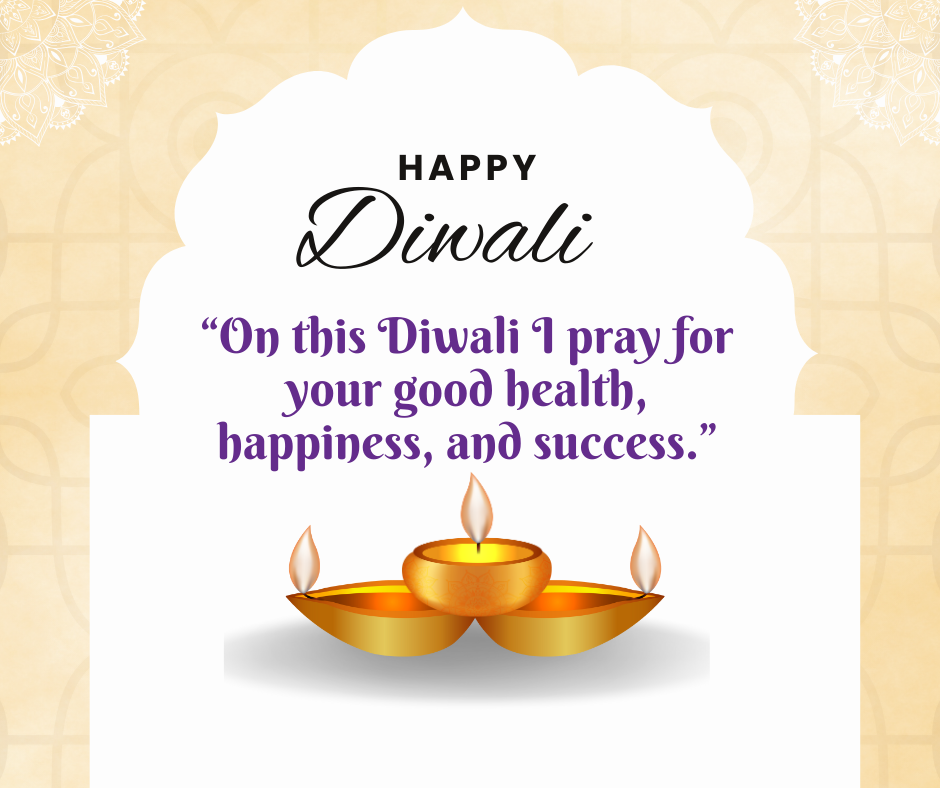 HAPPY
Diwali
“On this Diwali I pray for
your good health,
happiness, and success.”